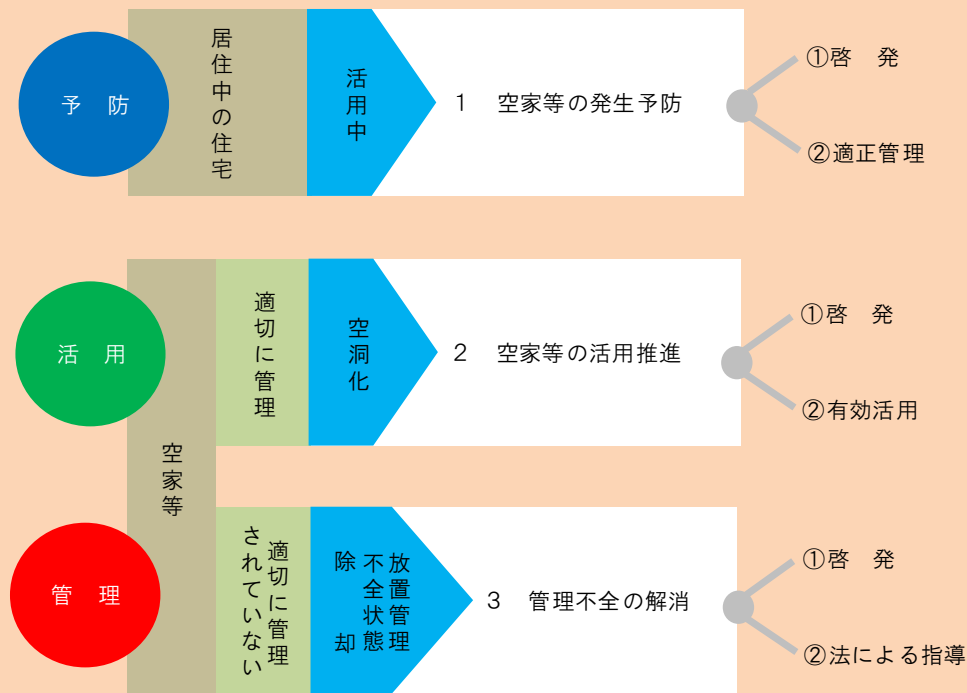 予　防
居住中の住宅
活用中
1　空家等の発生予防
①啓　発
②適正管理
活　用
空家等
適切に管理
空洞化
2　空家等の活用推進
①啓　発
②有効活用
管　理
適切に管理
されていない
放置管理
不全状態
除　却
3　管理不全の解消
①啓　発
②法による指導